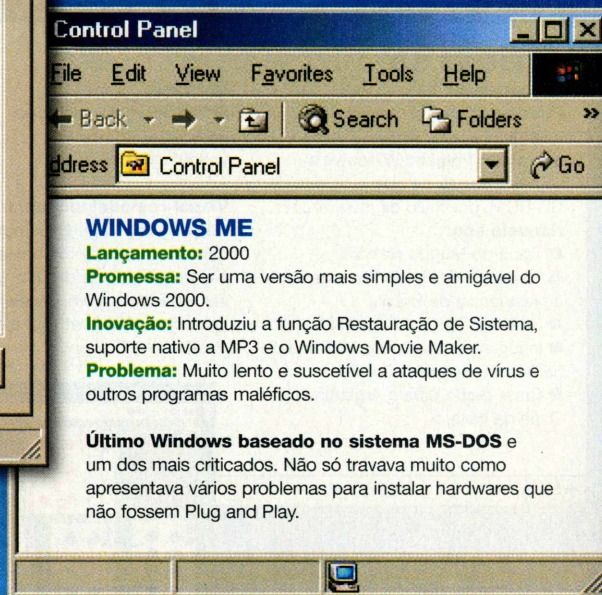 Control Panel
File Edit View Favorites Tools Help
Back Search Folders »
ddress Control Panel Go
WINDOWS ME
Lançamento: 2000
Promessa: Ser uma versão mais simples e amigável do
Windows 2000.
Inovação: Introduziu a função Restauração de Sistema,
suporte nativo a MP3 e o Windows Movie Maker.
Problema: Muito lento e suscetível a ataques de vírus e
outros programas maléficos.
Último Windows baseado no sistema MS-DOS e
um dos mais criticados. Não só travava muito como
apresentava vários problemas para instalar hardwares que
não fossem Plug and Play.